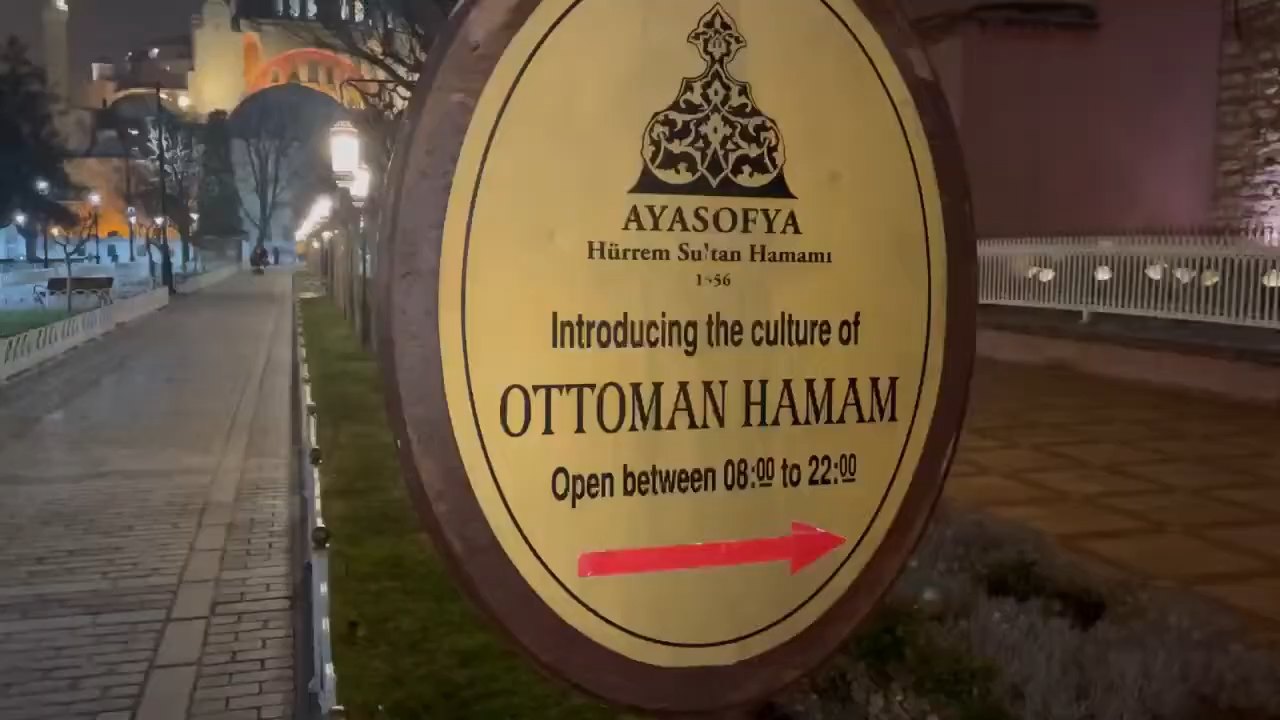 AYASOFYA
Hürrem Sultan Hamamı
Introducing the culture of
OTTOMAN HAMAM
Open between 08:00 to 22:00